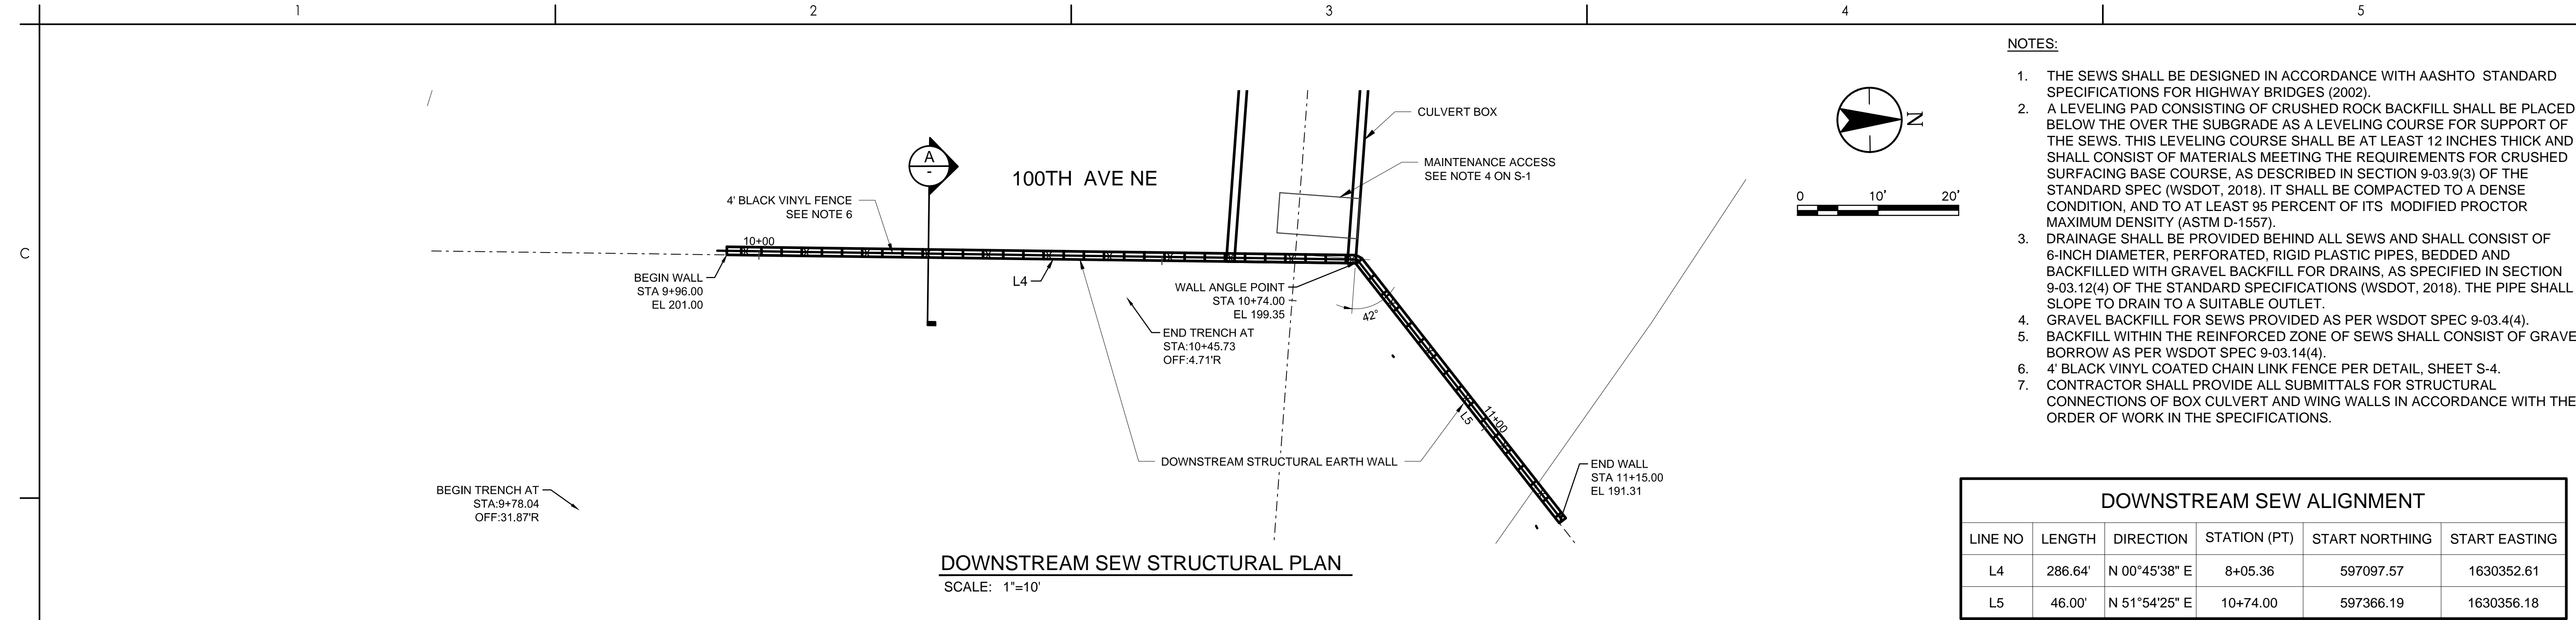 1
2
3
4
5
C
CULVERT BOX
MAINTENANCE ACCESS
SEE NOTE 4 ON S-1
A
-
100TH AVE NE
4' BLACK VINYL FENCE
SEE NOTE 6
10+00
BEGIN WALL
STA 9+96.00
EL 201.00
L4
WALL ANGLE POINT
STA 10+74.00
EL 199.35
42°
END TRENCH AT
STA:10+45.73
OFF:4.71'R
11+00
L5
DOWNSTREAM STRUCTURAL EARTH WALL
END WALL
STA 11+15.00
EL 191.31
BEGIN TRENCH AT
STA:9+78.04
OFF:31.87'R
DOWNSTREAM SEW STRUCTURAL PLAN
SCALE: 1"=10'
N
0 10' 20'
NOTES:
1. THE SEWS SHALL BE DESIGNED IN ACCORDANCE WITH AASHTO STANDARD
SPECIFICATIONS FOR HIGHWAY BRIDGES (2002).
2. A LEVELING PAD CONSISTING OF CRUSHED ROCK BACKFILL SHALL BE PLACED
BELOW THE OVER THE SUBGRADE AS A LEVELING COURSE FOR SUPPORT OF
THE SEWS. THIS LEVELING COURSE SHALL BE AT LEAST 12 INCHES THICK AND
SHALL CONSIST OF MATERIALS MEETING THE REQUIREMENTS FOR CRUSHED
SURFACING BASE COURSE, AS DESCRIBED IN SECTION 9-03.9(3) OF THE
STANDARD SPEC (WSDOT, 2018). IT SHALL BE COMPACTED TO A DENSE
CONDITION, AND TO AT LEAST 95 PERCENT OF ITS MODIFIED PROCTOR
MAXIMUM DENSITY (ASTM D-1557).
3. DRAINAGE SHALL BE PROVIDED BEHIND ALL SEWS AND SHALL CONSIST OF
6-INCH DIAMETER, PERFORATED, RIGID PLASTIC PIPES, BEDDED AND
BACKFILLED WITH GRAVEL BACKFILL FOR DRAINS, AS SPECIFIED IN SECTION
9-03.12(4) OF THE STANDARD SPECIFICATIONS (WSDOT, 2018). THE PIPE SHALL
SLOPE TO DRAIN TO A SUITABLE OUTLET.
4. GRAVEL BACKFILL FOR SEWS PROVIDED AS PER WSDOT SPEC 9-03.4(4).
5. BACKFILL WITHIN THE REINFORCED ZONE OF SEWS SHALL CONSIST OF GRAVE
BORROW AS PER WSDOT SPEC 9-03.14(4).
6. 4' BLACK VINYL COATED CHAIN LINK FENCE PER DETAIL, SHEET S-4.
7. CONTRACTOR SHALL PROVIDE ALL SUBMITTALS FOR STRUCTURAL
CONNECTIONS OF BOX CULVERT AND WING WALLS IN ACCORDANCE WITH THE
ORDER OF WORK IN THE SPECIFICATIONS.
DOWNSTREAM SEW ALIGNMENT
LINE NO LENGTH DIRECTION STATION (PT) START NORTHING START EASTING
L4 286.64' N 00°45'38" E 8+05.36 597097.57 1630352.61
L5 46.00' N 51°54'25" E 10+74.00 597366.19 1630356.18